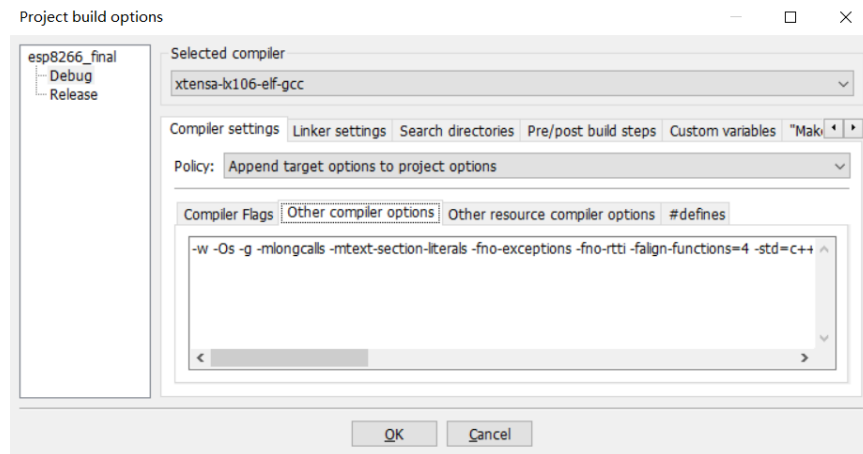 Project build options
esp8266_final
Debug
Release
Selected compiler
xtensa-lx106-elf-gcc
Compiler settings Linker settings Search directories Pre/post build steps Custom variables "Mak
Policy: Append target options to project options
Compiler Flags Other compiler options Other resource compiler options #defines
-w -Os -g -mlongcalls -mtext-section-literals -fno-exceptions -fno-rtti -falign-functions=4 -std=c++
OK Cancel